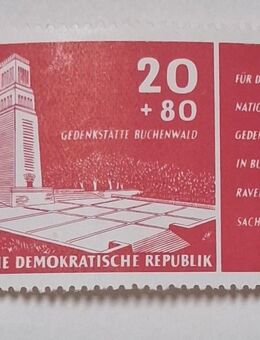 20
+ 80
GEDENKSTÄTTE BUCHENWALD
DEMOKRATISCHE REPUBLIK
FÜR D
NATIO
GEDE
IN BU
RAVE
SACH